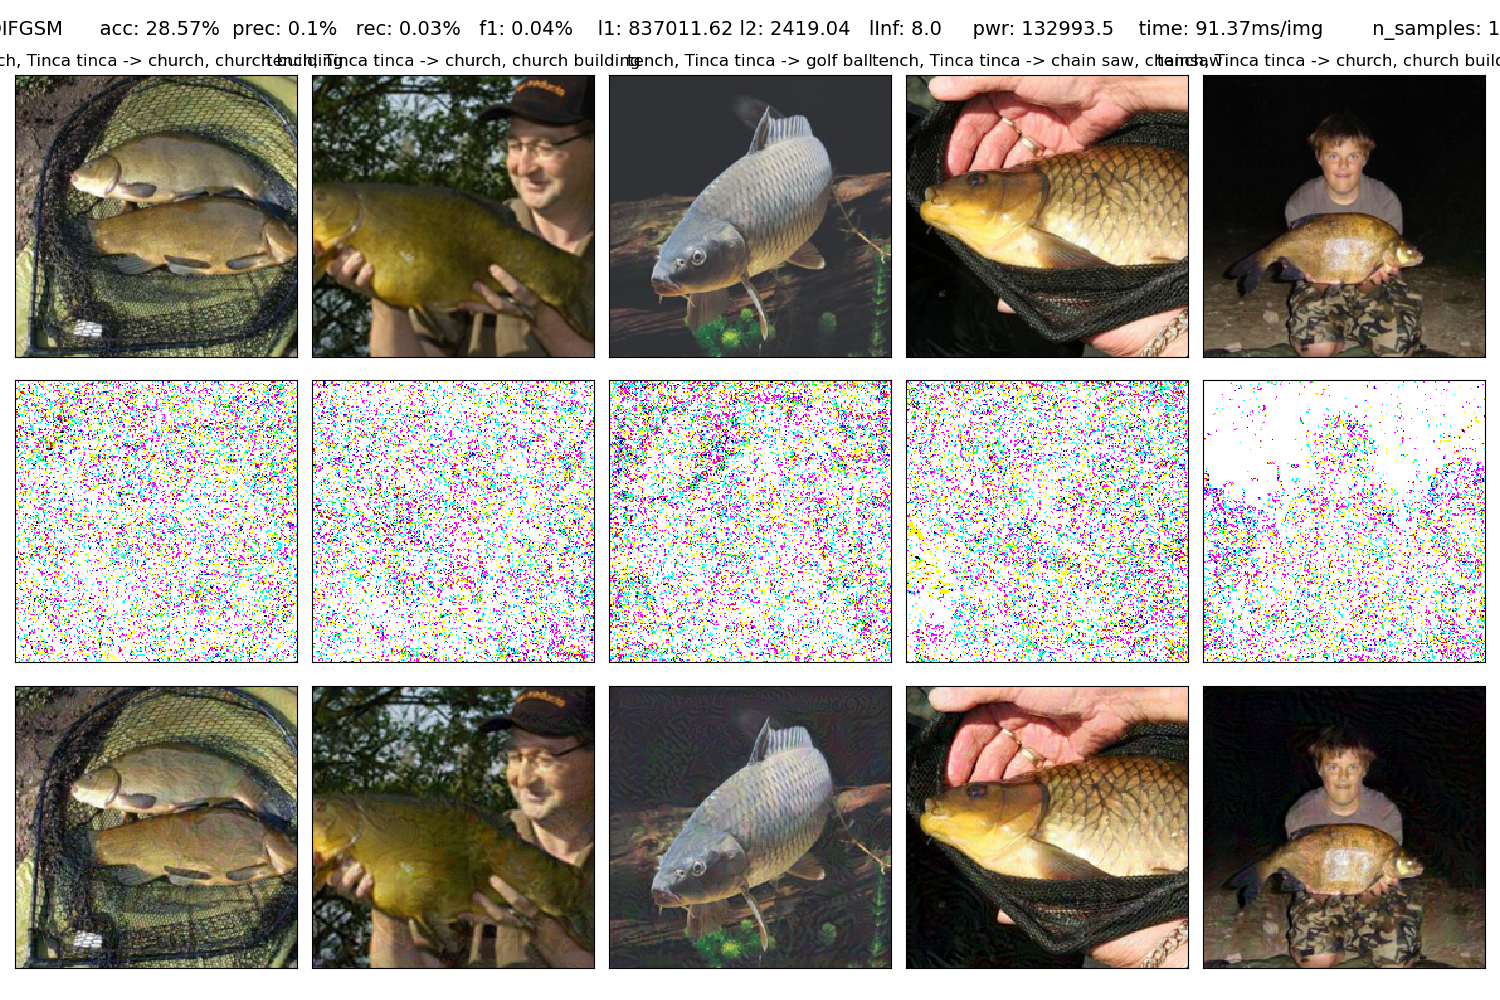 IFGSM acc: 28.57% prec: 0.1% rec: 0.03% f1: 0.04% l1: 837011.62 l2: 2419.04 lInf: 8.0 pwr: 132993.5 time: 91.37ms/img n_samples: 1
ch, Tinca tinca -> church, church building
tench, Tinca tinca -> church, church building
tench, Tinca tinca -> golf ball
tench, Tinca tinca -> chain saw, chainsaw
tench, Tinca tinca -> church, church build